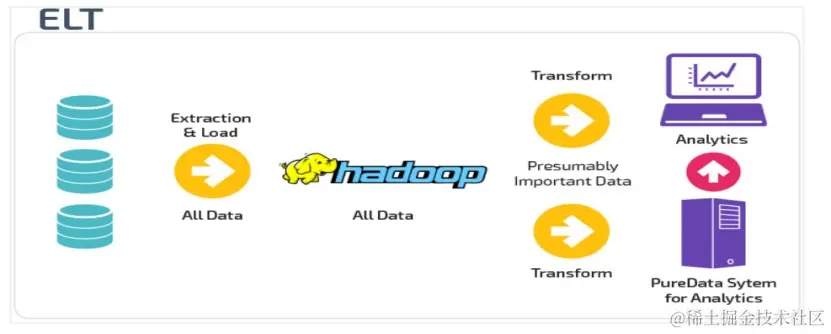 ELT
Extraction
& Load
All Data
hadoop
All Data
Transform
Presumably
Important Data
Transform
Analytics
PureData Sytem
for Analytics
@稀土掘金技术社区